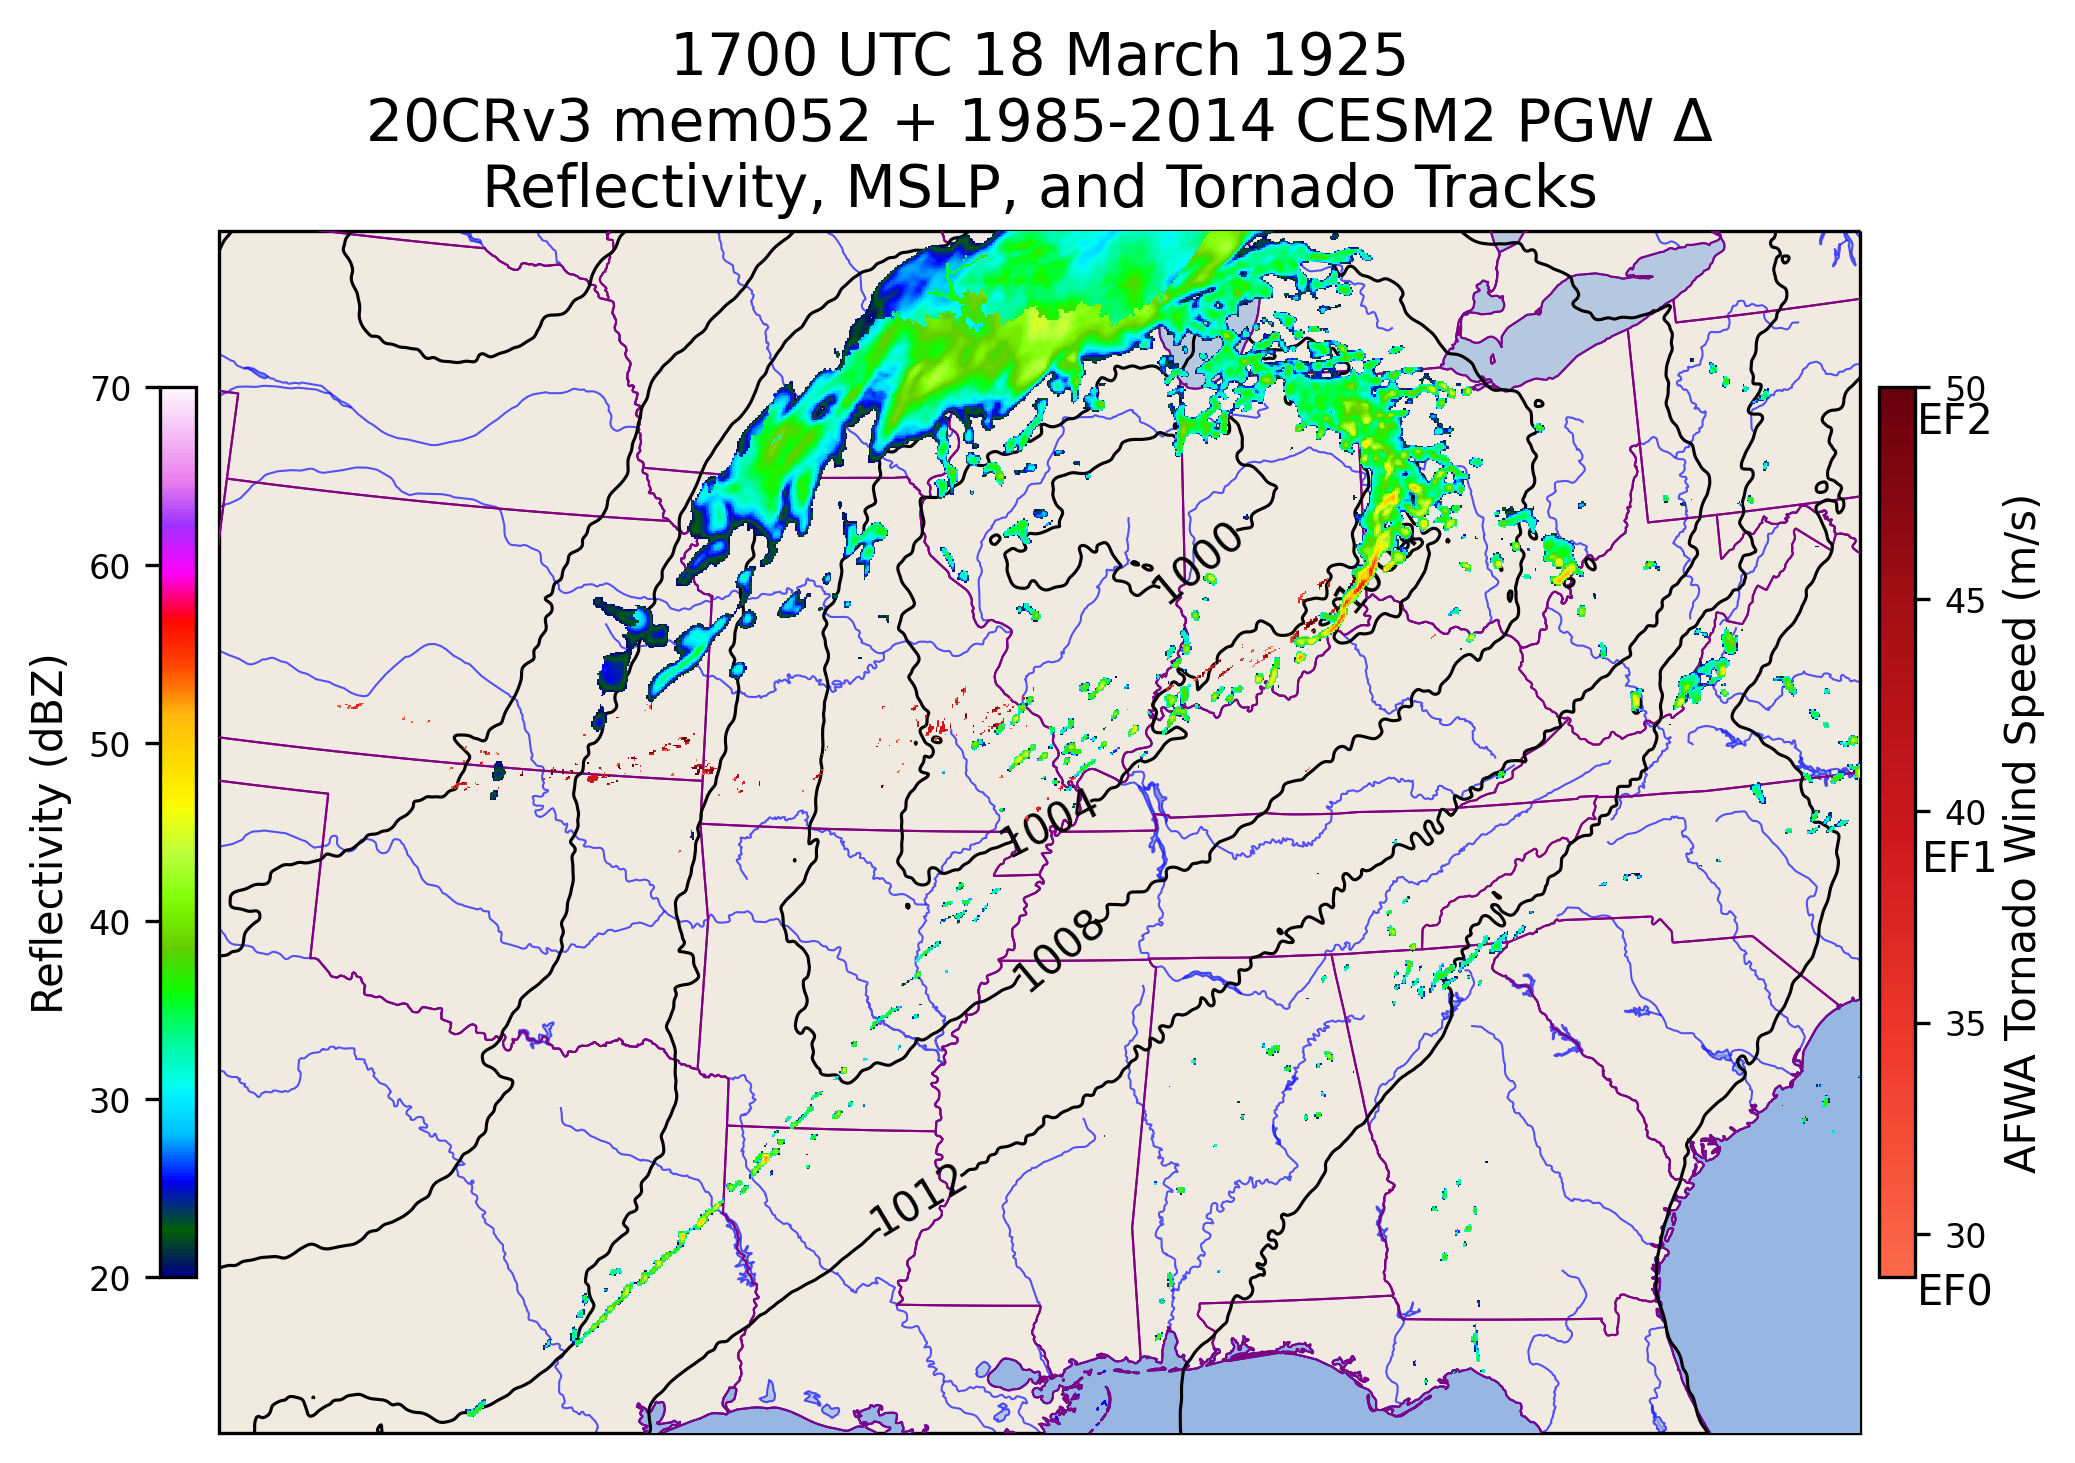 1700 UTC 18 March 1925
20CRv3 mem052 + 1985-2014 CESM2 PGW Δ
Reflectivity, MSLP, and Tornado Tracks
Reflectivity (dBZ)
70
60
50
40
30
20
1000
1004
1008
1012
50
EF2
45
40
EF1
35
30
EF0
AFWA Tornado Wind Speed (m/s)